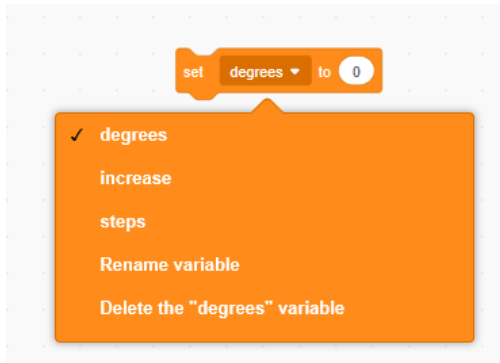 set degrees to 0
✓ degrees
increase
steps
Rename variable
Delete the "degrees" variable